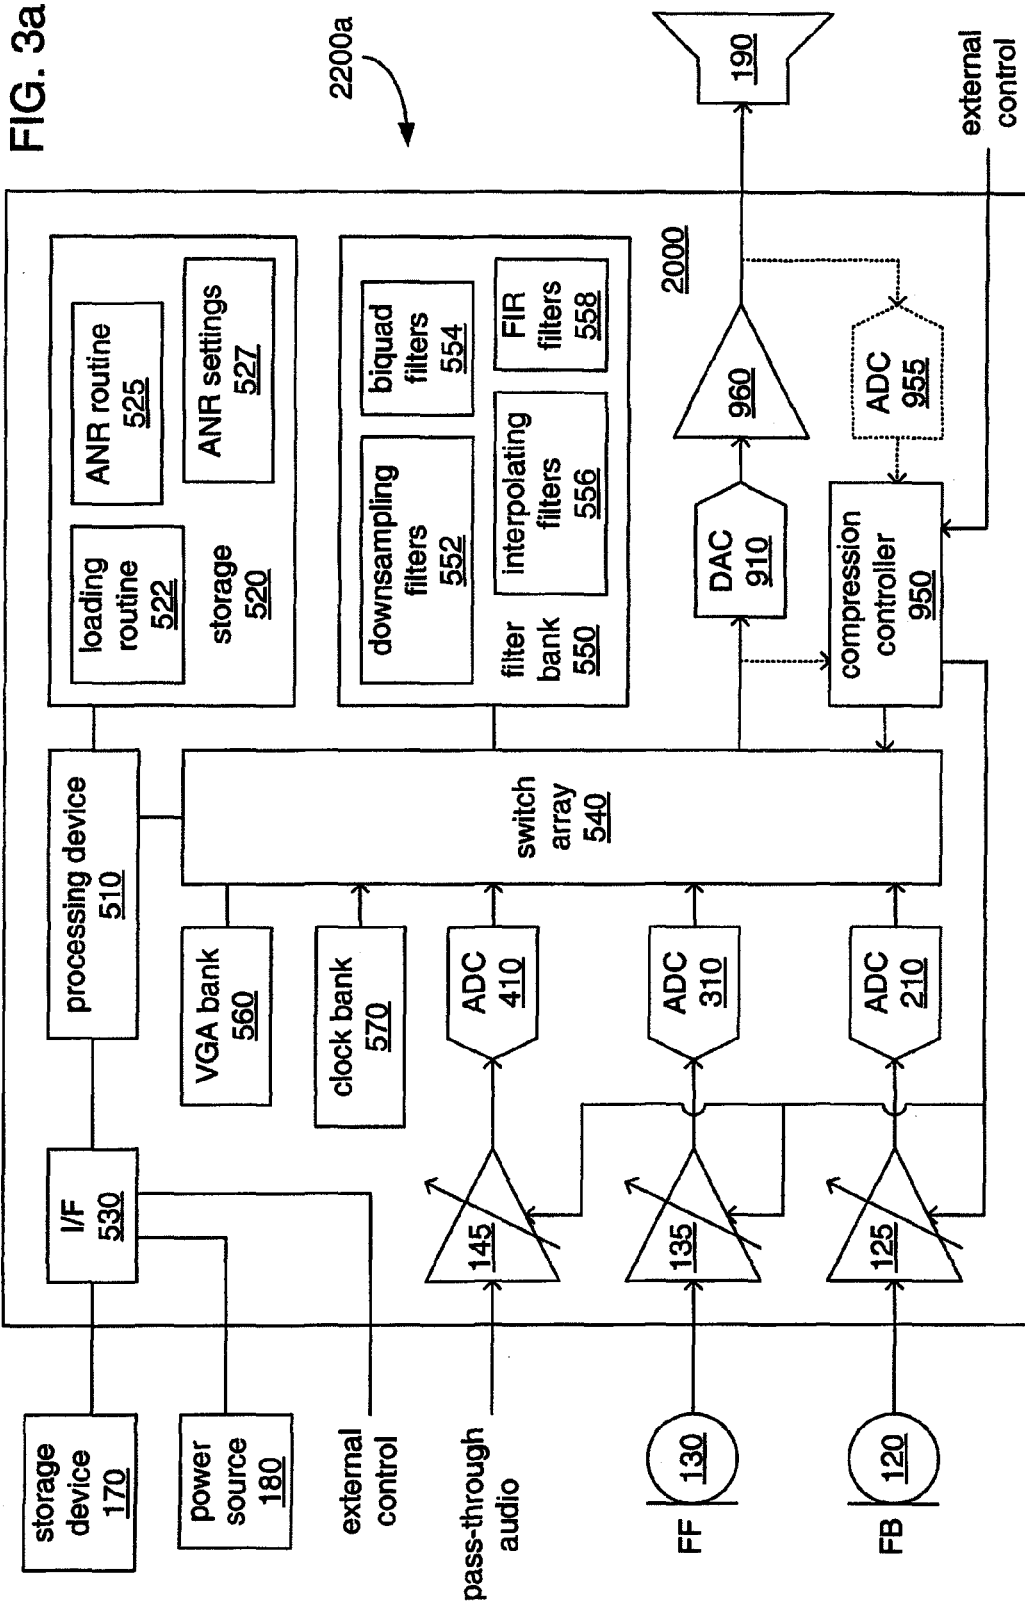 FIG. 3a
2200a
storage
device
170
power
source
180
external
control
pass-through
audio
FF
130
FB
120
I/F
530
processing device
510
loading
routine
522
ANR routine
525
ANR settings
527
storage
520
VGA bank
560
clock bank
570
switch
array
540
downsampling
filters
552
biquad
filters
554
interpolating
filters
556
FIR
filters
558
filter
bank
550
145
ADC
410
135
ADC
310
125
ADC
210
2000
DAC
910
960
190
compression
controller
950
ADC
955
external
control